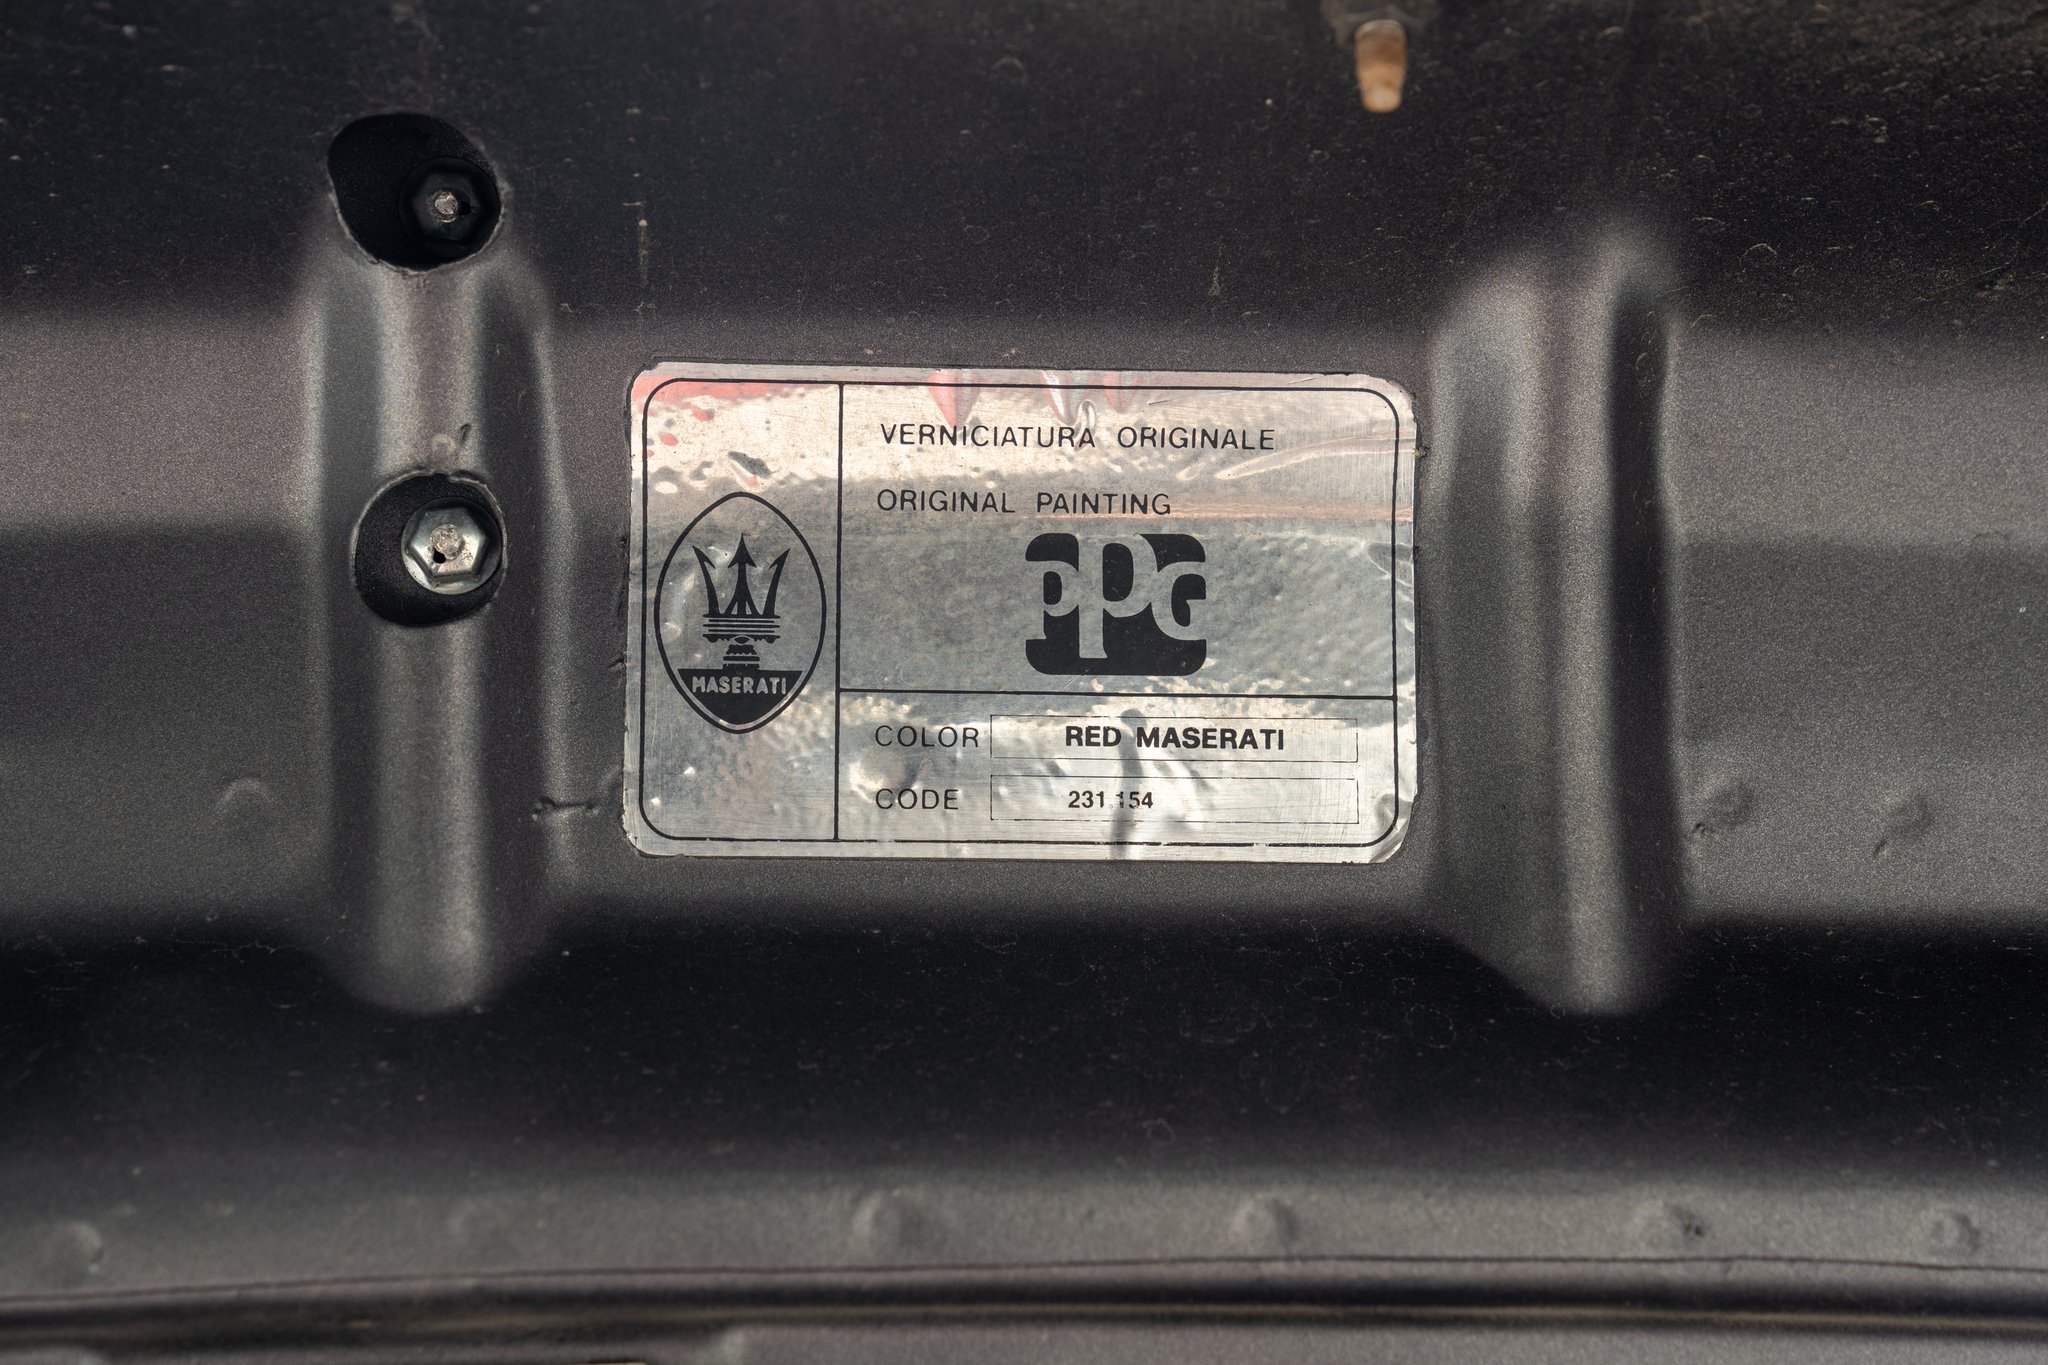 VERNICIATURA ORIGINALE
ORIGINAL PAINTING
PPG
MASERATI
COLOR RED MASERATI
CODE 231.154